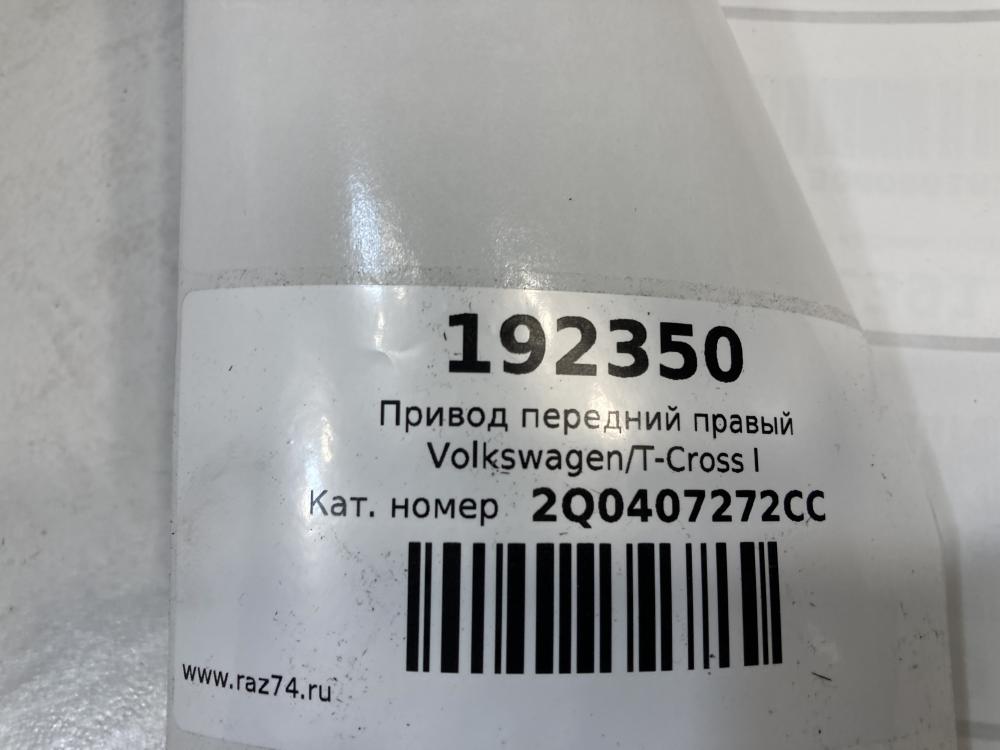 192350
Привод передний правый
Volkswagen/T-Cross I
Кат. номер 2Q0407272CC
www.raz74.ru